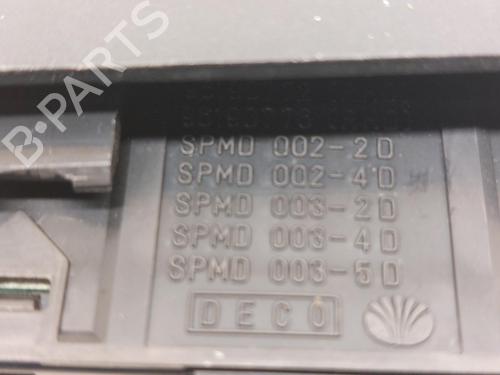 B-PARTS
SPMD 002-2D
SPMD 002-4D
SPMD 003-2D
SPMD 003-4D
SPMD 003-5D
DECO